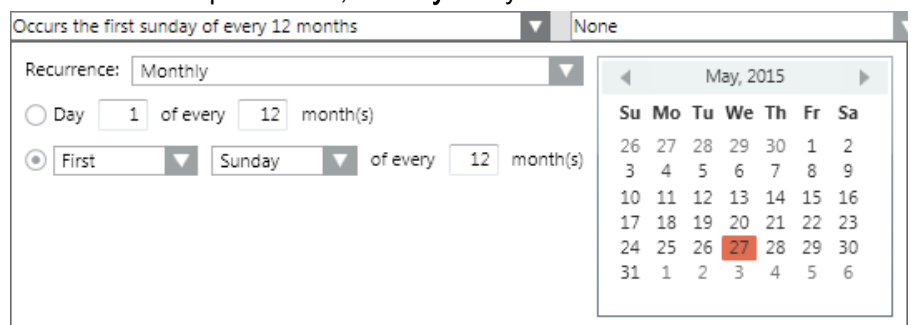 Occurs the first sunday of every 12 months None
Recurrence: Monthly
Day 1 of every 12 month(s)
First Sunday of every 12 month(s)
May, 2015
Su Mo Tu We Th Fr Sa
26 27 28 29 30 1 2
3 4 5 6 7 8 9
10 11 12 13 14 15 16
17 18 19 20 21 22 23
24 25 26 27 28 29 30
31 1 2 3 4 5 6